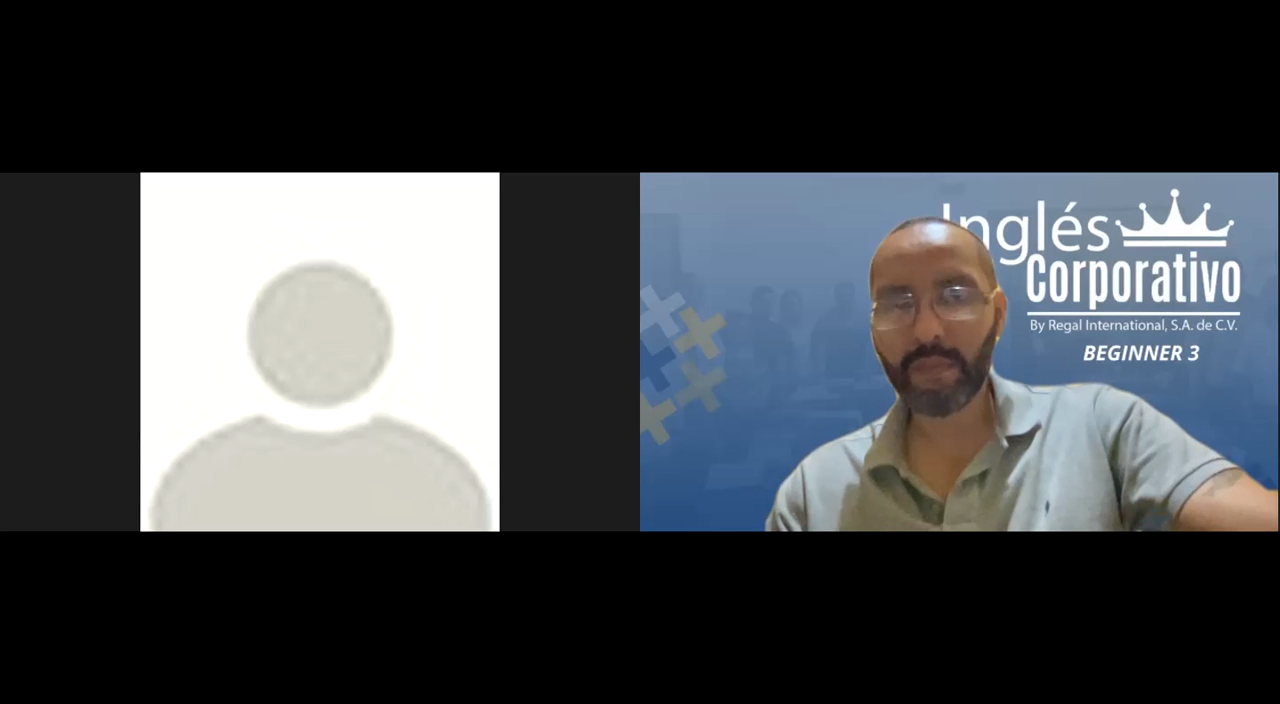 Inglés
Corporativo
By Regal International, S.A. de C.V.
BEGINNER 3